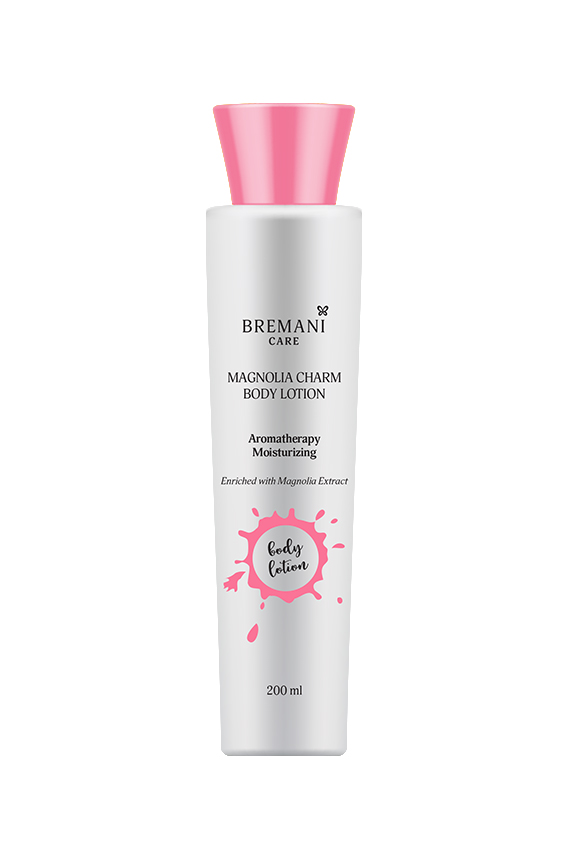 BREMANI
CARE
MAGNOLIA CHARM
BODY LOTION
Aromatherapy
Moisturizing
Enriched with Magnolia Extract
body
lotion
200 ml